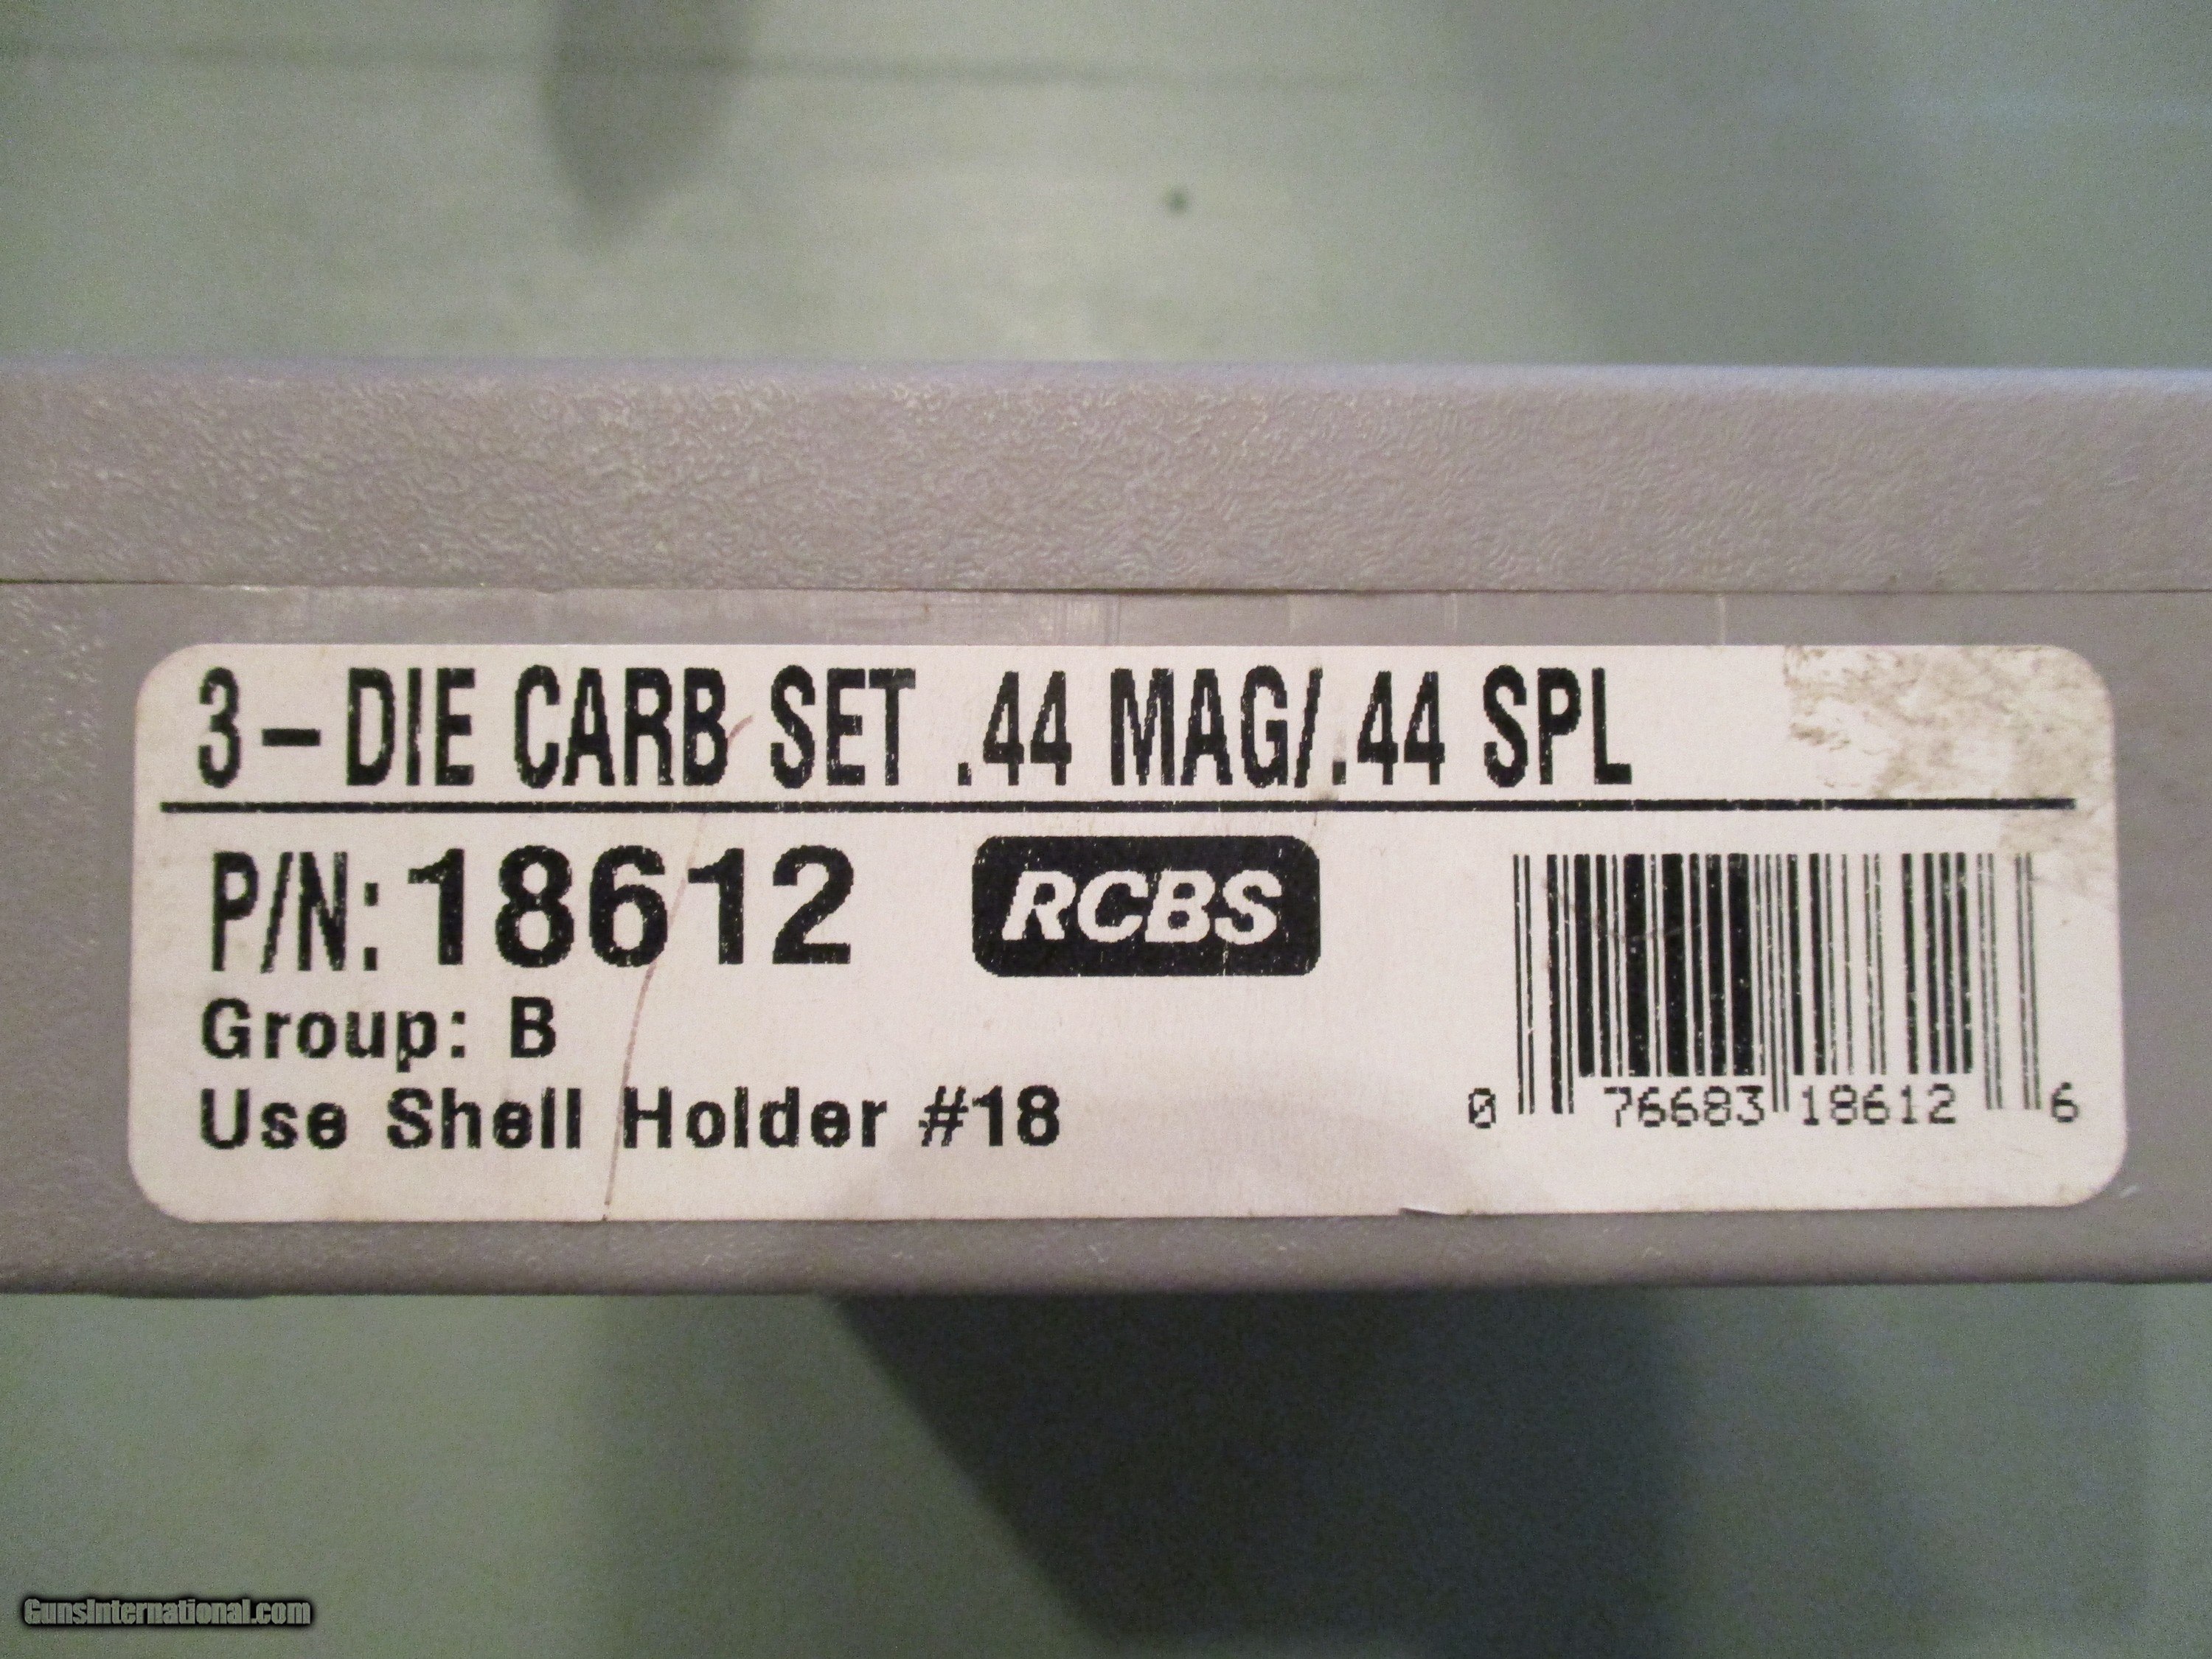 3-DIE CARB SET .44 MAG/.44 SPL
P/N: 18612 RCBS
Group: B
Use Shell Holder #18
0 76683 18612 6
GunsInternational.com